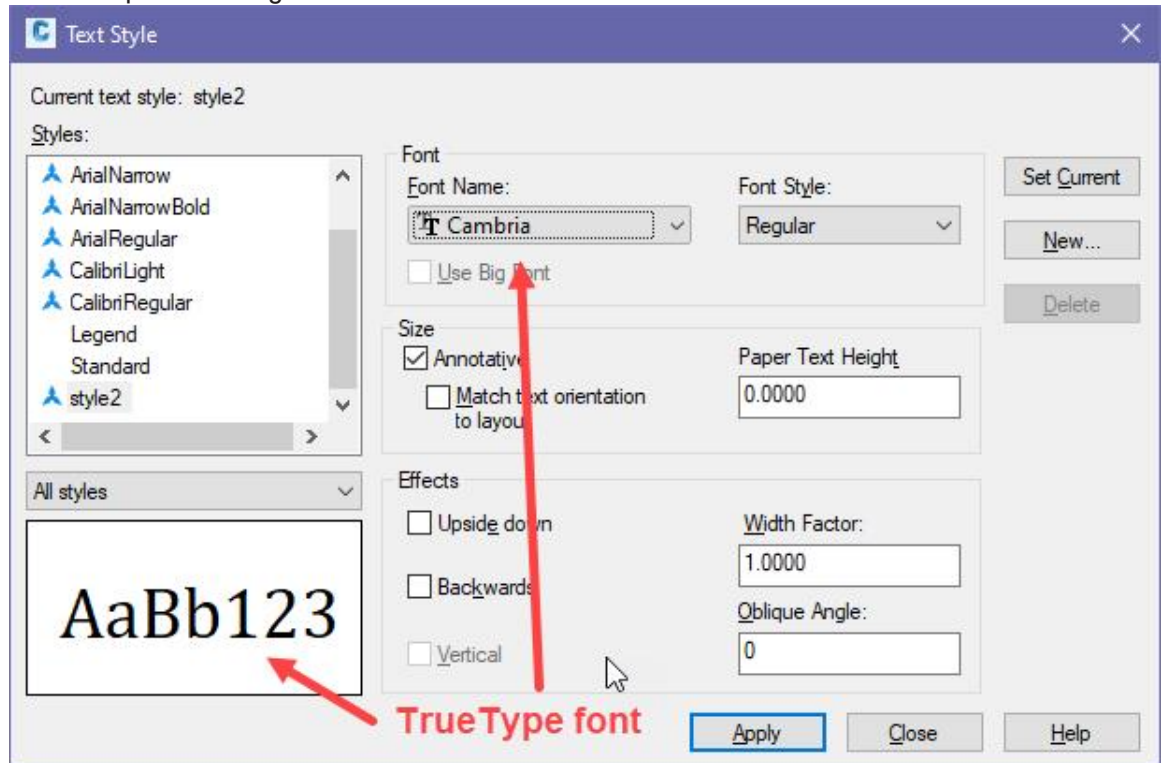 Text Style
Current text style: style2
Styles:
ArialNarrow
ArialNarrowBold
ArialRegular
CalibriLight
CalibriRegular
Legend
Standard
style2
All styles
AaBb123
Font
Font Name:
Font Style:
Cambria
Regular
Use Big Font
Size
Annotative
Match text orientation
to layout
Paper Text Height
0.0000
Effects
Upside down
Backwards
Vertical
Width Factor:
1.0000
Oblique Angle:
0
Set Current
New...
Delete
TrueType font
Apply
Close
Help